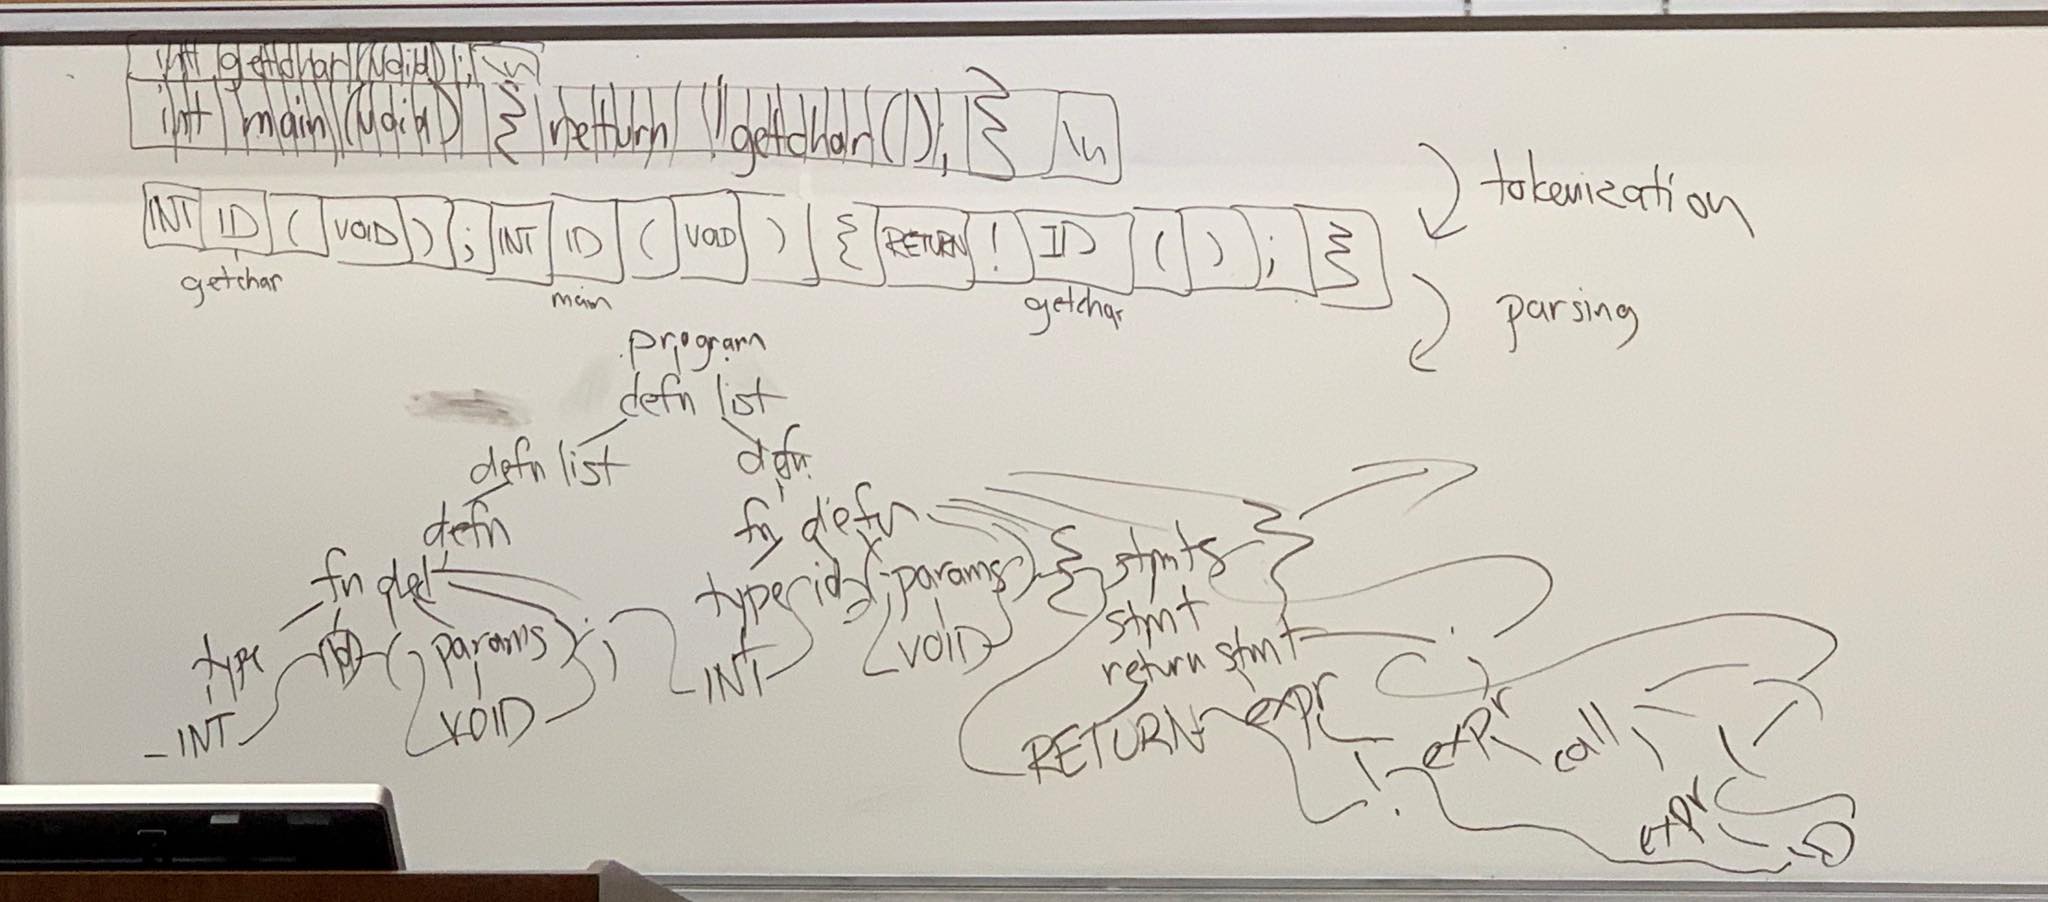 int getchar(void);\n
int main(void) { return !getchar(); } \n
INT ID ( VOID ) ; INT ID ( VOID ) { RETURN ! ID ( ) ; }
getchar main getchar
tokenization
parsing
program
defn list
defn list defn
defn fn defn
fn decl type id ( params ) { stmts }
type ID ( params ) ; INT VOID stmt
INT VOID return stmt
RETURN expr ;
! expr call ( )
expr
ID